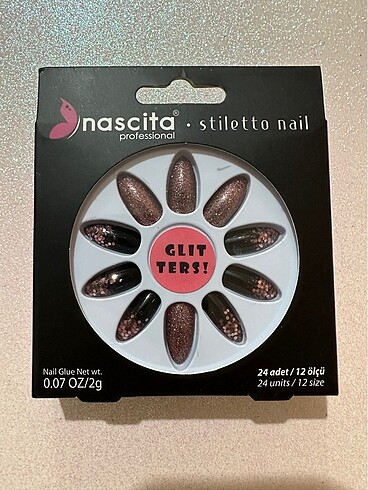 nascita® · stiletto nail
professional
GLIT
TERS!
Nail Glue Net wt.
0.07 OZ/2g
24 adet / 12 ölçü
24 units / 12 size